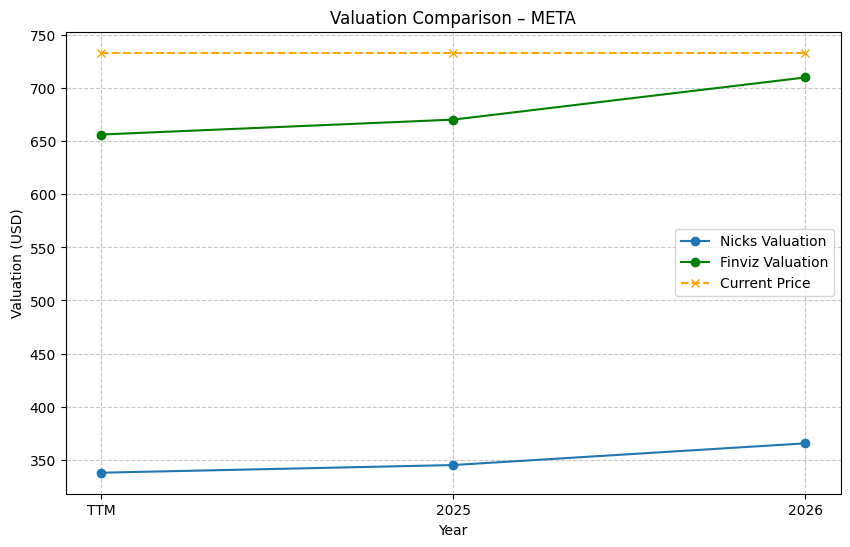 Valuation Comparison – META
Valuation (USD)
750
700
650
600
550
500
450
400
350
Nicks Valuation
Finviz Valuation
Current Price
TTM
2025
2026
Year